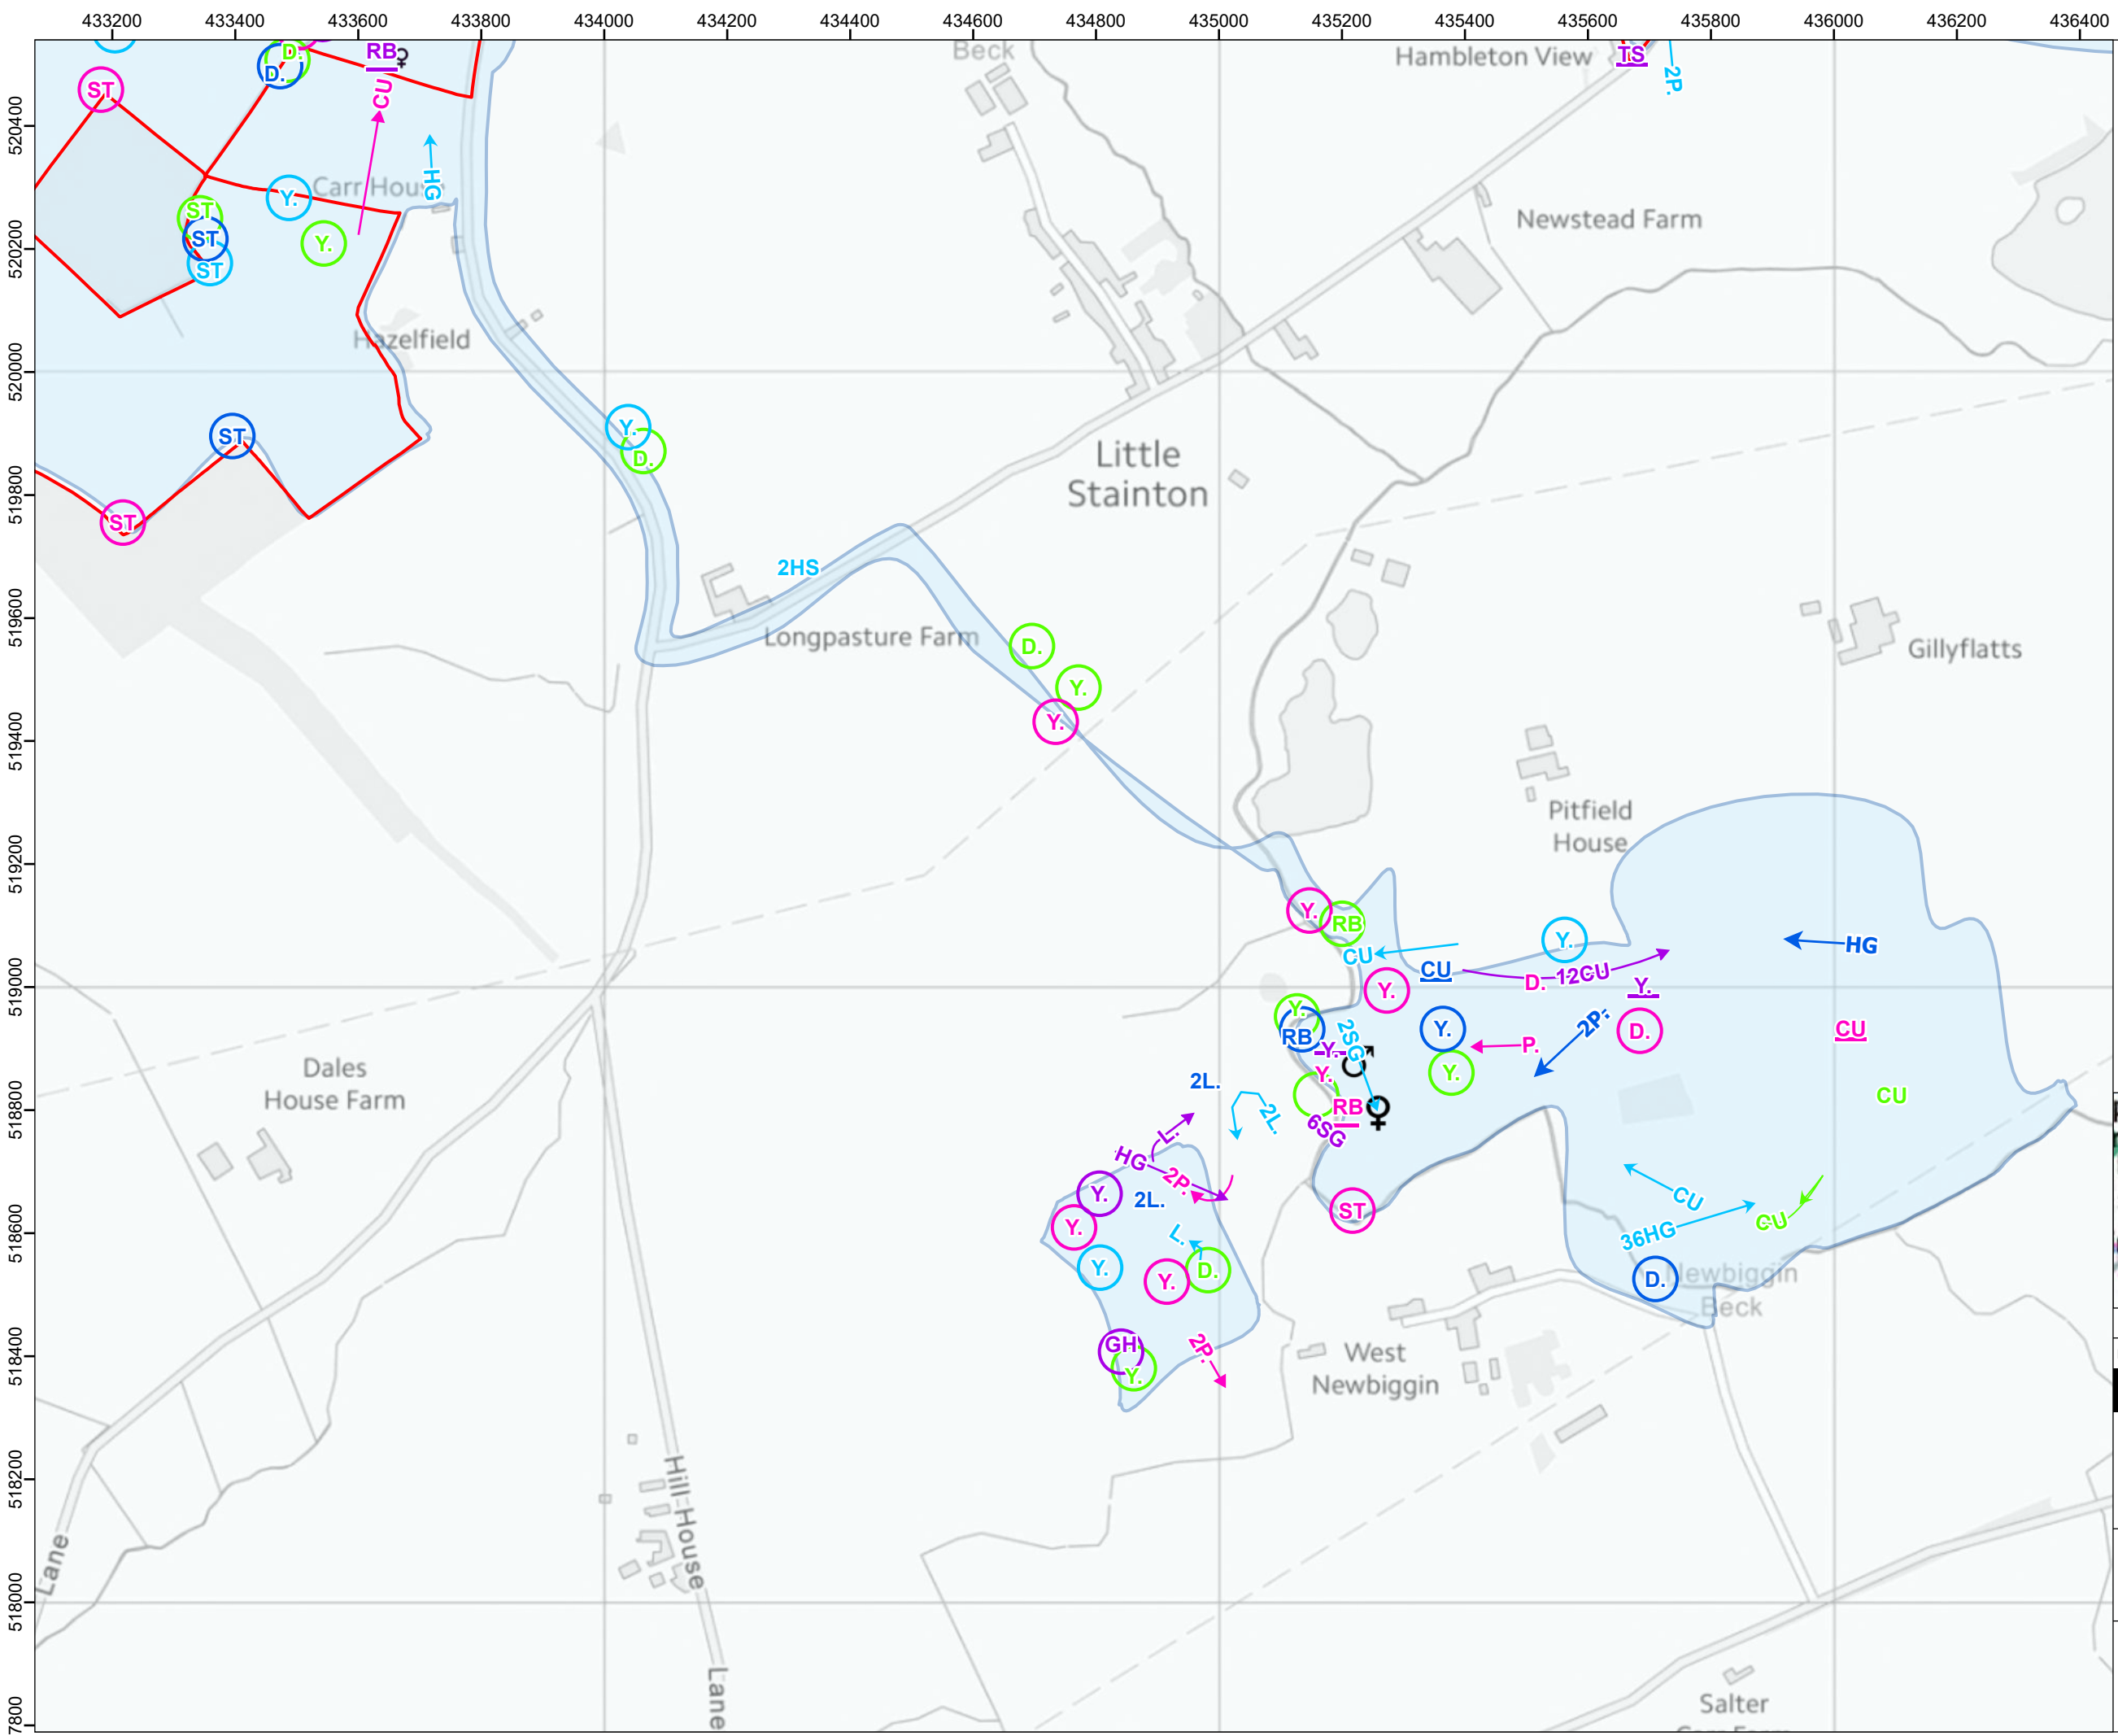 433200 433400 433600 433800 434000 434200 434400 434600 434800 435000 435200 435400 435600 435800 436000 436200 436400
520400
520200
520000
519800
519600
519400
519200
519000
518800
518600
518400
518200
518000
7800
Beck
Hambleton View
TS
2P.
D.
D.
RB♀
ST
CU
HG
Carr House
Y.
ST
ST
ST
Y.
Newstead Farm
Hazelfield
ST
ST
Y.
D.
Little
Stainton
2HS
Longpasture Farm
D.
Y.
Y.
Gillyflatts
Pitfield
House
Y.
RB
CU
CU
Y.
D.
12CU
HG
Y.
Y.
Y.
RB
Y.
2SG
♂
Y.
Y.
Y.
P.
2P.
D.
CU
CU
2L.
2L.
RB
♀
6SG
L.
HG
2P.
Y.
2L.
Y.
L.
Y.
Y.
D.
ST
CU
36HG
CU
D.
Newbiggin
Beck
GH
Y.
2P.
West
Newbiggin
Dales
House Farm
Hill House
Lane
Lane
Salter